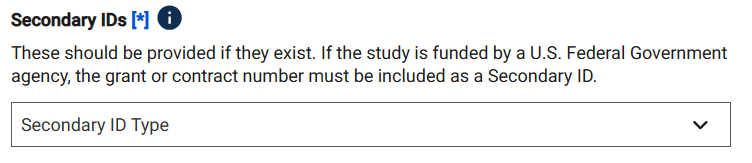 Secondary IDs [*] i
These should be provided if they exist. If the study is funded by a U.S. Federal Government
agency, the grant or contract number must be included as a Secondary ID.
Secondary ID Type